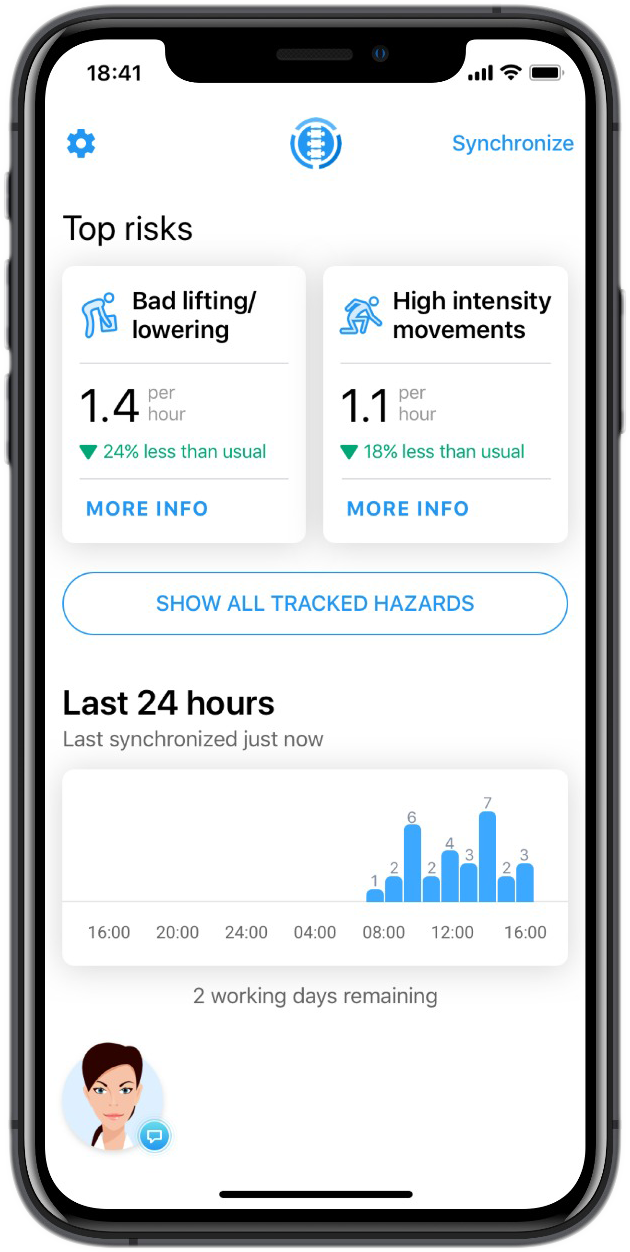 18:41
Synchronize
Top risks
Bad lifting/
lowering
1.4 per
hour
24% less than usual
MORE INFO
High intensity
movements
1.1 per
hour
18% less than usual
MORE INFO
SHOW ALL TRACKED HAZARDS
Last 24 hours
Last synchronized just now
1 2 6 2 4 3 7 2 3
16:00 20:00 24:00 04:00 08:00 12:00 16:00
2 working days remaining